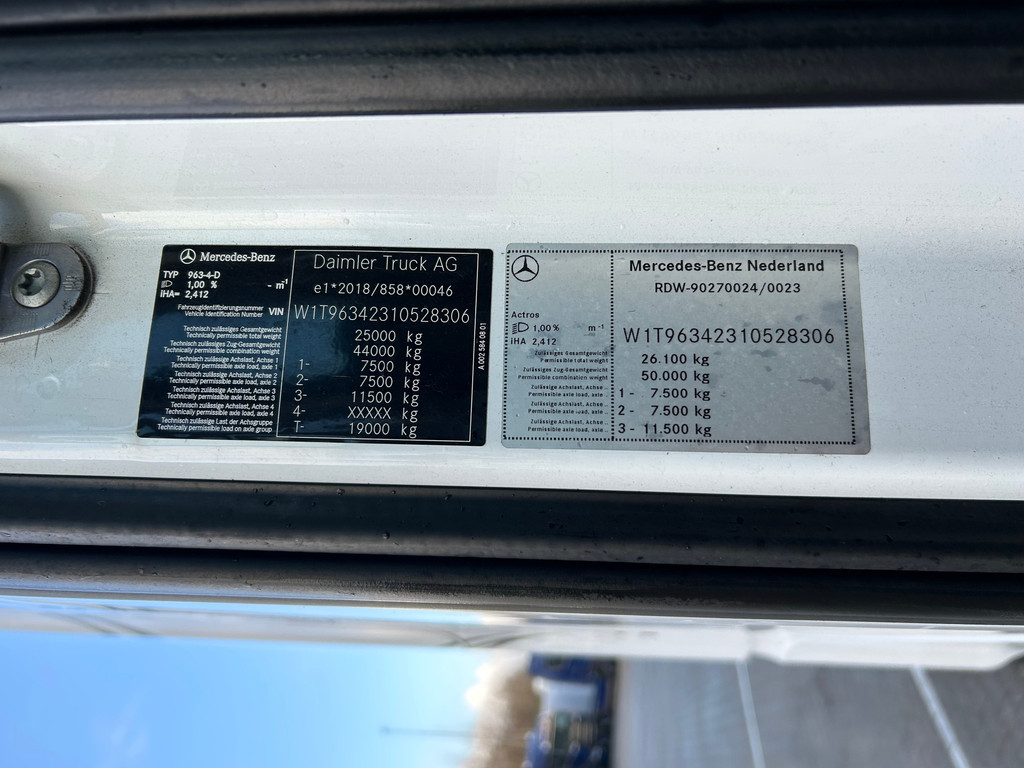 Mercedes-Benz
TYP 963-4-D
1,00 % - m⁻¹
iHA= 2,412
Daimler Truck AG
e1*2018/858*00046
Fahrzeugidentifizierungsnummer
Vehicle Identification Number VIN W1T96342310528306
Technisch zulässiges Gesamtgewicht
Technically permissible total weight 25000 kg
Technisch zulässiges Zug-Gesamtgewicht
Technically permissible combination weight 44000 kg
Technisch zulässige Achslast, Achse 1
Technically permissible axle load, axle 1 1- 7500 kg
Technisch zulässige Achslast, Achse 2
Technically permissible axle load, axle 2 2- 7500 kg
Technisch zulässige Achslast, Achse 3
Technically permissible axle load, axle 3 3- 11500 kg
Technisch zulässige Achslast, Achse 4
Technically permissible axle load, axle 4 4- XXXXX kg
Technisch zulässige Last der Achsgruppe
Technically permissible load on axle group T- 19000 kg
A 002 584 08 01
Mercedes-Benz Nederland
RDW-90270024/0023
Actros
1,00 % m⁻¹
iHA 2,412
W1T96342310528306
Zulässiges Gesamtgewicht
Permissible total weight 26.100 kg
Zulässiges Zug-Gesamtgewicht
Permissible combination weight 50.000 kg
Zulässige Achslast, Achse ..
Permissible axle load, axle .. 1 - 7.500 kg
Zulässige Achslast, Achse ..
Permissible axle load, axle .. 2 - 7.500 kg
Zulässige Achslast, Achse ..
Permissible axle load, axle .. 3 - 11.500 kg